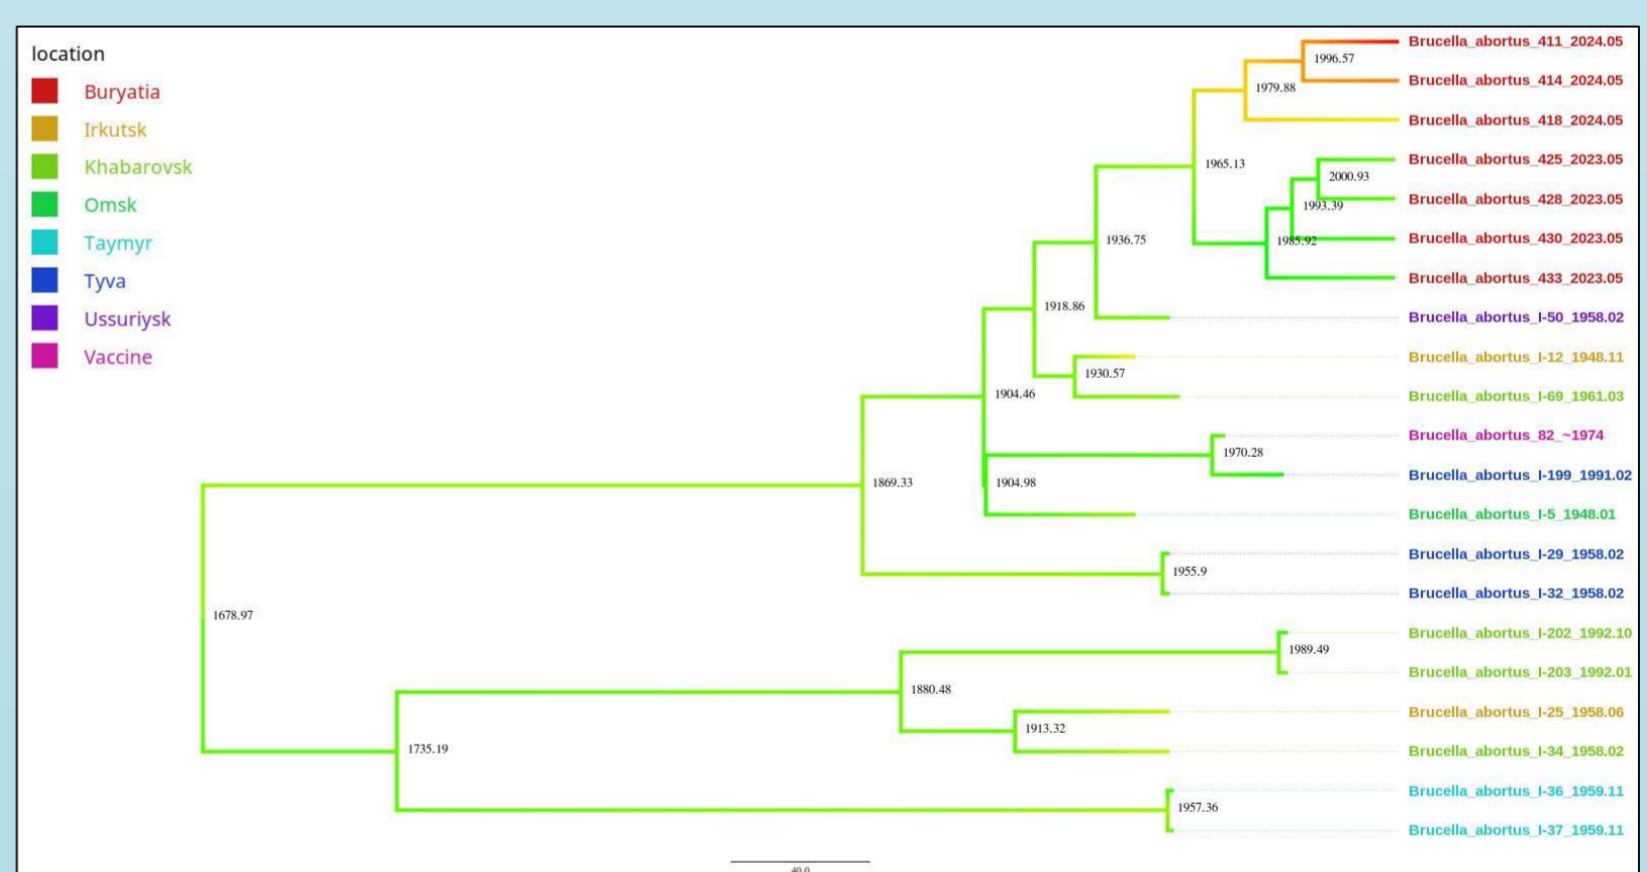 location
Buryatia
Irkutsk
Khabarovsk
Omsk
Taymyr
Tyva
Ussuriysk
Vaccine
Brucella_abortus_411_2024.05
1996.57
Brucella_abortus_414_2024.05
1979.88
Brucella_abortus_418_2024.05
1965.13
Brucella_abortus_425_2023.05
2000.93
Brucella_abortus_428_2023.05
1993.39
Brucella_abortus_430_2023.05
1985.92
Brucella_abortus_433_2023.05
1936.75
Brucella_abortus_I-50_1958.02
1918.86
Brucella_abortus_I-12_1948.11
1930.57
Brucella_abortus_I-69_1961.03
1904.46
Brucella_abortus_82_~1974
1970.28
Brucella_abortus_I-199_1991.02
1869.33
1904.98
Brucella_abortus_I-5_1948.01
Brucella_abortus_I-29_1958.02
1955.9
Brucella_abortus_I-32_1958.02
1678.97
Brucella_abortus_I-202_1992.10
1989.49
Brucella_abortus_I-203_1992.01
1880.48
Brucella_abortus_I-25_1958.06
1913.32
Brucella_abortus_I-34_1958.02
1735.19
Brucella_abortus_I-36_1959.11
1957.36
Brucella_abortus_I-37_1959.11
40.0